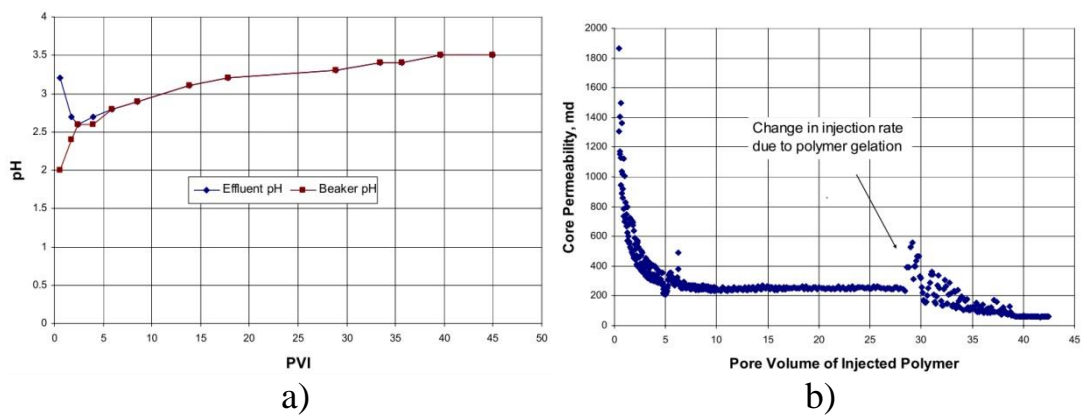 4
3.5
3
2.5
2
1.5
1
0.5
0
pH
Effluent pH
Beaker pH
0 5 10 15 20 25 30 35 40 45 50
PVI
a)
2000
1800
1600
1400
1200
1000
800
600
400
200
0
Core Permeability, md
Change in injection rate
due to polymer gelation
0 5 10 15 20 25 30 35 40 45
Pore Volume of Injected Polymer
b)